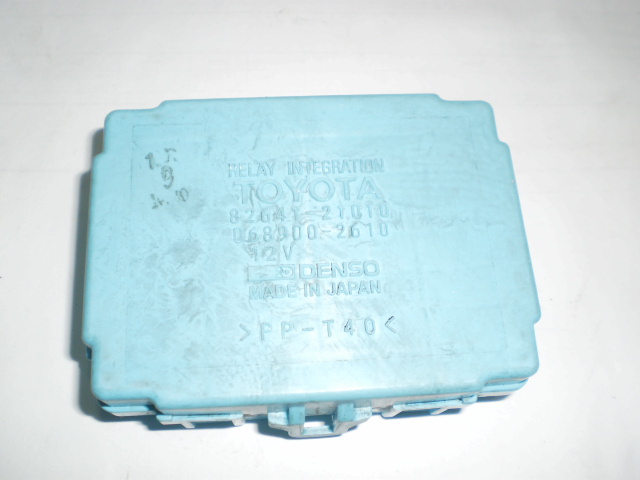 RELAY INTEGRATION
TOYOTA
82641-21010
068000-2610
12V
DENSO
MADE IN JAPAN
>PP-T40<